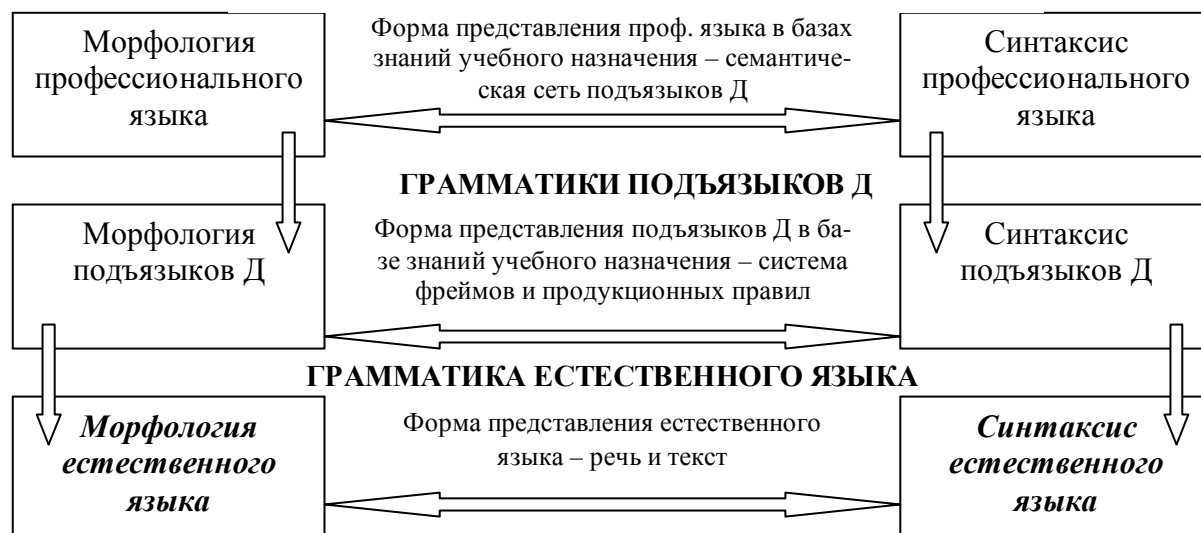 Морфология
профессионального
языка
Форма представления проф. языка в базах
знаний учебного назначения – семантиче-
ская сеть подъязыков Д
Синтаксис
профессионального
языка
ГРАММАТИКИ ПОДЪЯЗЫКОВ Д
Морфология
подъязыков Д
Форма представления подъязыков Д в ба-
зе знаний учебного назначения – система
фреймов и продукционных правил
Синтаксис
подъязыков Д
ГРАММАТИКА ЕСТЕСТВЕННОГО ЯЗЫКА
Морфология
естественного
языка
Форма представления естественного
языка – речь и текст
Синтаксис
естественного
языка